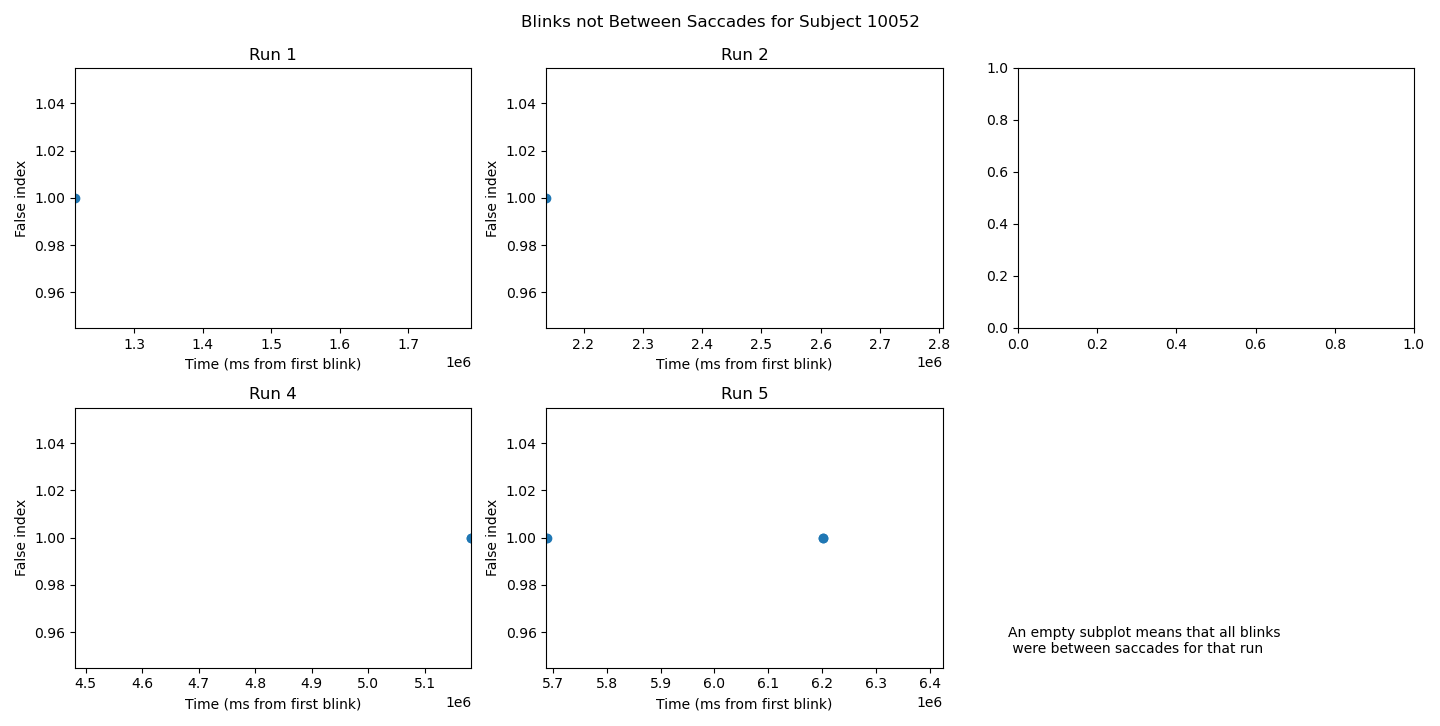 Blinks not Between Saccades for Subject 10052
Run 1
1.04
1.02
1.00
0.98
0.96
False index
1.3 1.4 1.5 1.6 1.7
Time (ms from first blink)
1e6
Run 2
1.04
1.02
1.00
0.98
0.96
False index
2.2 2.3 2.4 2.5 2.6 2.7 2.8
Time (ms from first blink)
1e6
1.0
0.8
0.6
0.4
0.2
0.0
0.0 0.2 0.4 0.6 0.8 1.0
Run 4
1.04
1.02
1.00
0.98
0.96
False index
4.5 4.6 4.7 4.8 4.9 5.0 5.1
Time (ms from first blink)
1e6
Run 5
1.04
1.02
1.00
0.98
0.96
False index
5.7 5.8 5.9 6.0 6.1 6.2 6.3 6.4
Time (ms from first blink)
1e6
An empty subplot means that all blinks
were between saccades for that run